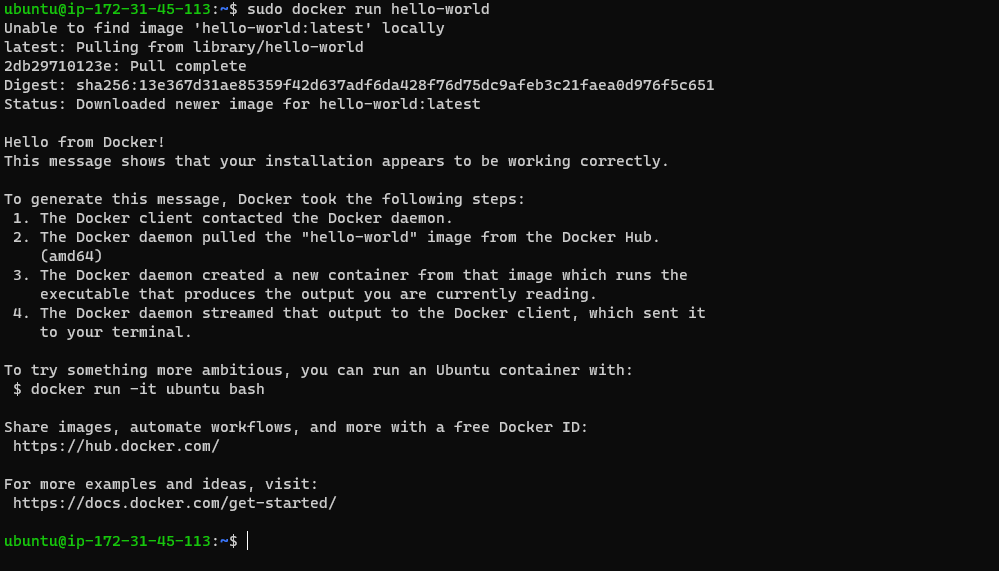 ubuntu@ip-172-31-45-113:~$ sudo docker run hello-world
Unable to find image 'hello-world:latest' locally
latest: Pulling from library/hello-world
2db29710123e: Pull complete
Digest: sha256:13e367d31ae85359f42d637adf6da428f76d75dc9afeb3c21faea0d976f5c651
Status: Downloaded newer image for hello-world:latest

Hello from Docker!
This message shows that your installation appears to be working correctly.

To generate this message, Docker took the following steps:
 1. The Docker client contacted the Docker daemon.
 2. The Docker daemon pulled the "hello-world" image from the Docker Hub.
    (amd64)
 3. The Docker daemon created a new container from that image which runs the
    executable that produces the output you are currently reading.
 4. The Docker daemon streamed that output to the Docker client, which sent it
    to your terminal.

To try something more ambitious, you can run an Ubuntu container with:
 $ docker run -it ubuntu bash

Share images, automate workflows, and more with a free Docker ID:
 https://hub.docker.com/

For more examples and ideas, visit:
 https://docs.docker.com/get-started/

ubuntu@ip-172-31-45-113:~$